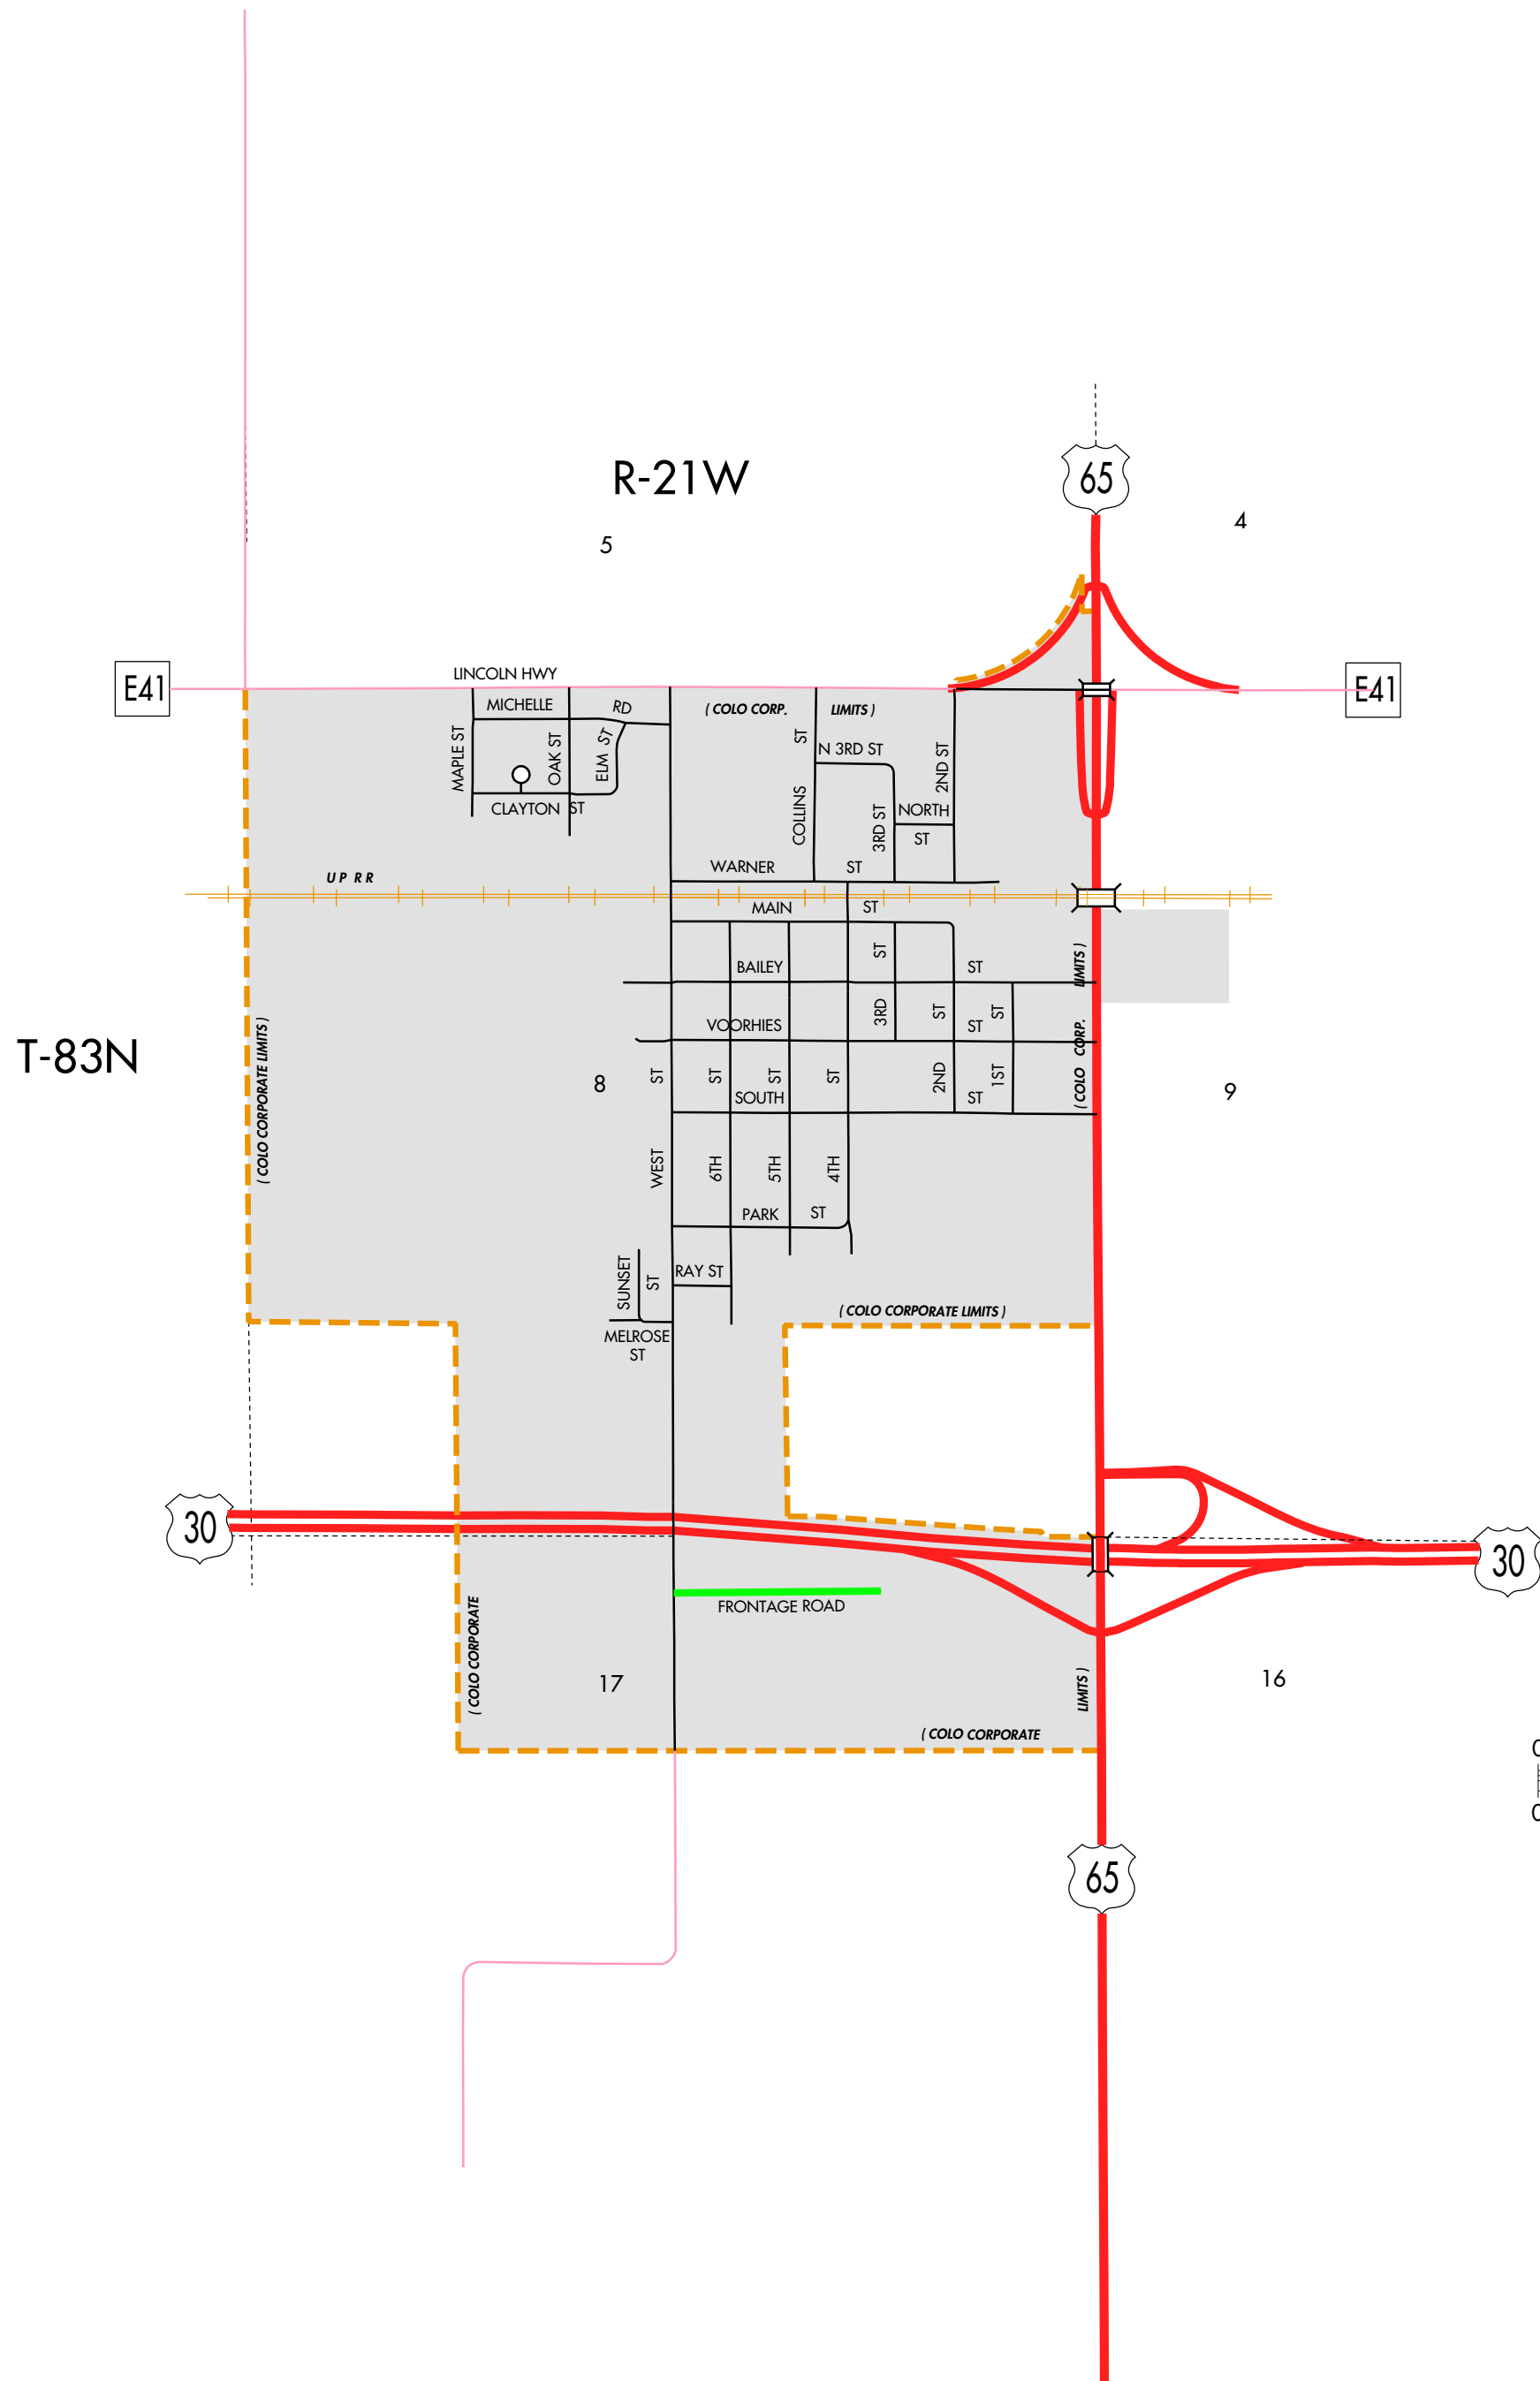 R-21W
65
4
5
LINCOLN HWY
E41
E41
MICHELLE RD
( COLO CORP. LIMITS )
MAPLE ST
OAK ST
ELM ST
COLLINS ST
N 3RD ST
2ND ST
CLAYTON ST
3RD ST
NORTH
ST
WARNER ST
UP RR
MAIN ST
BAILEY ST
3RD ST
( COLO CORP. LIMITS )
VOORHIES ST
T-83N
( COLO CORPORATE LIMITS )
8
WEST ST
6TH ST
5TH ST
4TH ST
2ND ST
1ST ST
SOUTH ST
9
PARK ST
SUNSET ST
RAY ST
( COLO CORPORATE LIMITS )
MELROSE
ST
30
30
FRONTAGE ROAD
( COLO CORPORATE
17
LIMITS )
16
( COLO CORPORATE
0
0
65